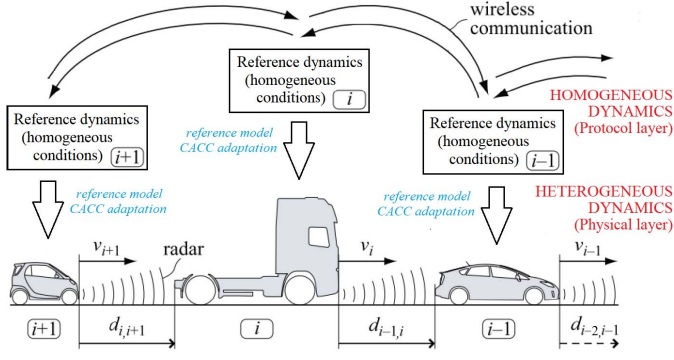 wireless
communication
Reference dynamics
(homogeneous
conditions) i
HOMOGENEOUS
DYNAMICS
(Protocol layer)
Reference dynamics
(homogeneous
conditions) i+1
Reference dynamics
(homogeneous
conditions) i–1
reference model
CACC adaptation
reference model
CACC adaptation
reference model
CACC adaptation
HETEROGENEOUS
DYNAMICS
(Physical layer)
v_{i+1}
radar
v_i
v_{i–1}
i+1
d_{i,i+1}
i
d_{i–1,i}
i–1
d_{i–2,i–1}